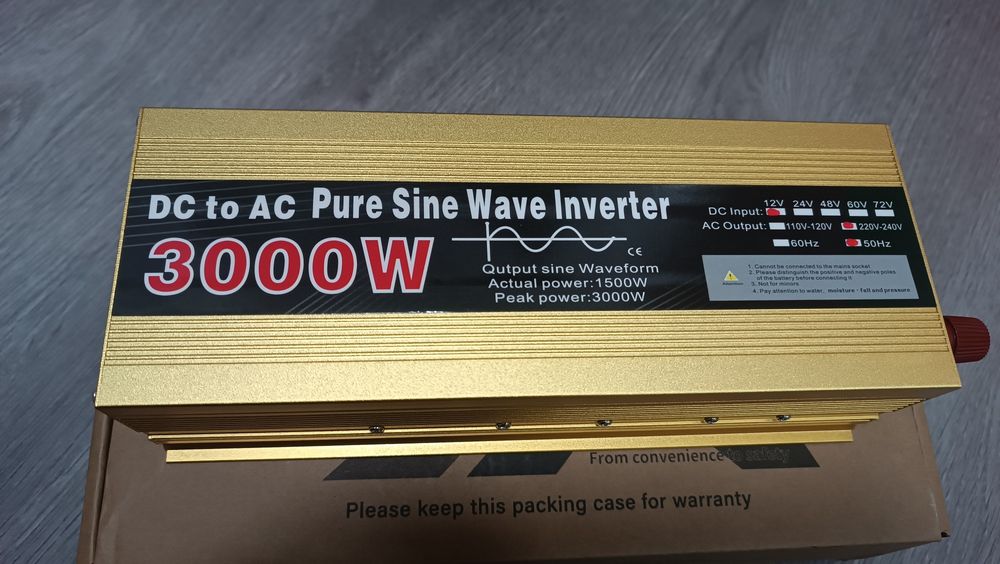 DC to AC Pure Sine Wave Inverter
3000W
CE
Qutput sine Waveform
Actual power:1500W
Peak power:3000W
12V 24V 48V 60V 72V
DC Input:
AC Output: 110V-120V 220V-240V
60Hz 50Hz
Attention
1. Cannot be connected to the mains socket
2. Please distinguish the positive and negative poles
of the battery before connecting it
3. Not for minors
4. Pay attention to water, moisture · fall and pressure
From convenience to safety
Please keep this packing case for warranty